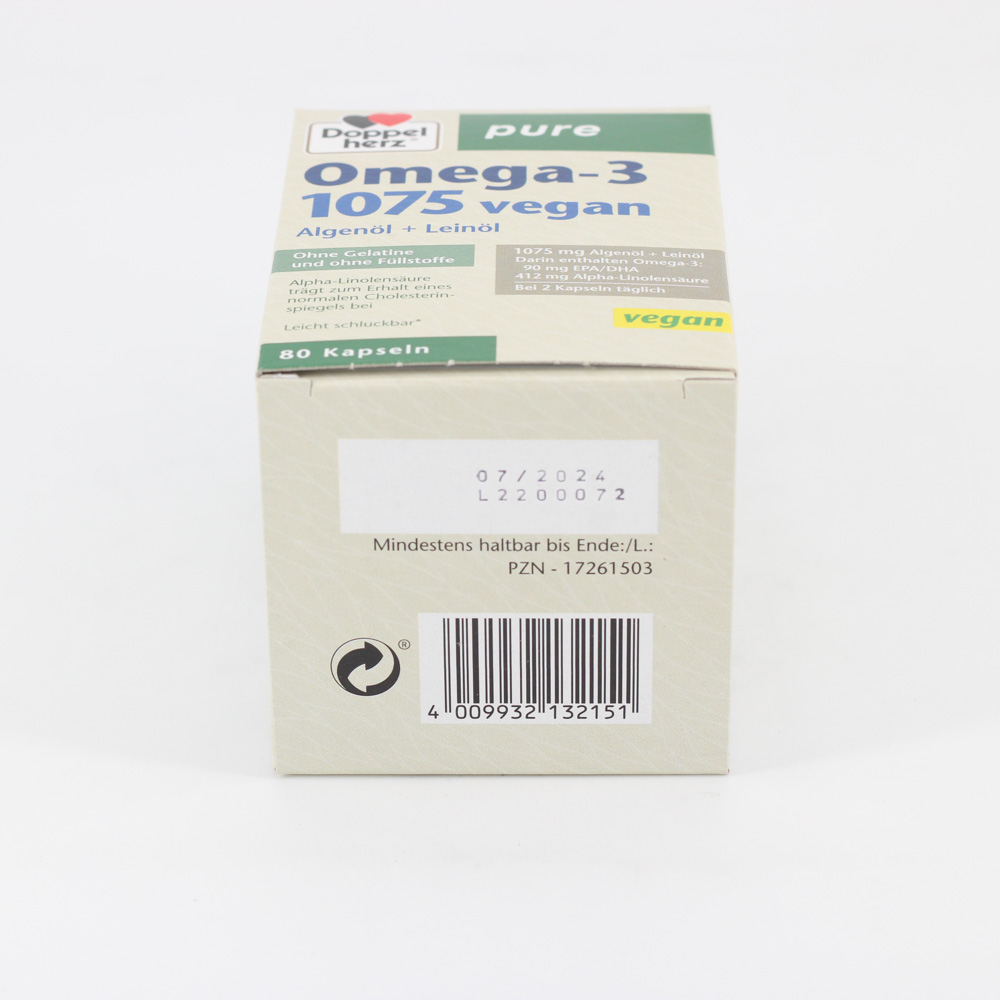 Doppel
herz®
pure
Omega-3
1075 vegan
Algenöl + Leinöl
Ohne Gelatine
und ohne Füllstoffe
1075 mg Algenöl + Leinöl
Darin enthalten Omega-3:
90 mg EPA/DHA
412 mg Alpha-Linolensäure
Bei 2 Kapseln täglich
Alpha-Linolensäure
trägt zum Erhalt eines
normalen Cholesterin-
spiegels bei
Leicht schluckbar*
vegan
80 Kapseln
07/2024
L2200072
Mindestens haltbar bis Ende:/L.:
PZN - 17261503
®
4 009932 132151